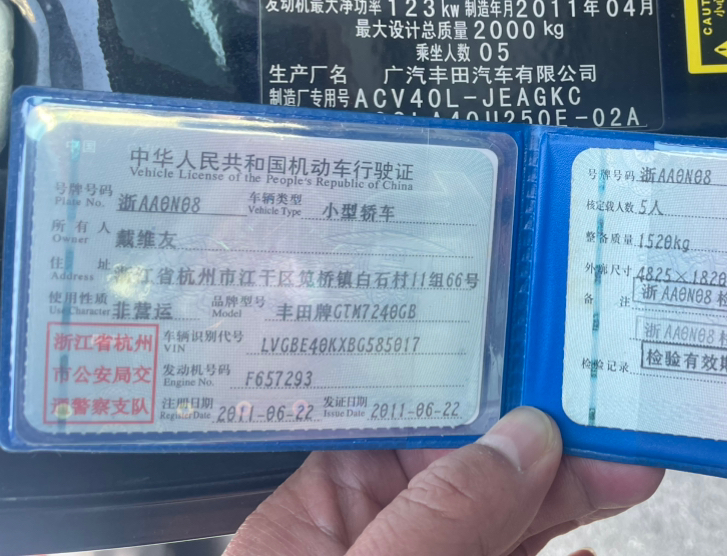 发动机最大净功率 123 kw 制造年月 2011 年 04 月
最大设计总质量 2000 kg
乘坐人数 05
生产厂名 广汽丰田汽车有限公司
制造厂专用号 ACV40L-JEAGKC
02A
中国
中华人民共和国机动车行驶证
Vehicle License of the People's Republic of China
号牌号码 浙AA0N08 车辆类型 小型轿车
Plate No. Vehicle Type
所有人 戴维友
Owner
住址 浙江省杭州市江干区笕桥镇白石村11组66号
Address
使用性质 非营运 品牌型号 丰田牌GTM7240GB
Use Character Model
浙江省杭州
市公安局交
通警察支队
车辆识别代号 LVGBE40KXBG585017
VIN
发动机号码 F657293
Engine No.
注册日期 2011-06-22 发证日期 2011-06-22
Register Date Issue Date
号牌号码 浙AA0N08
核定载人数 5人
整备质量 1520kg
外廓尺寸 4825×1820
备注 浙AA0N08
浙AA0N08
检验记录 检验有效期
CAUT